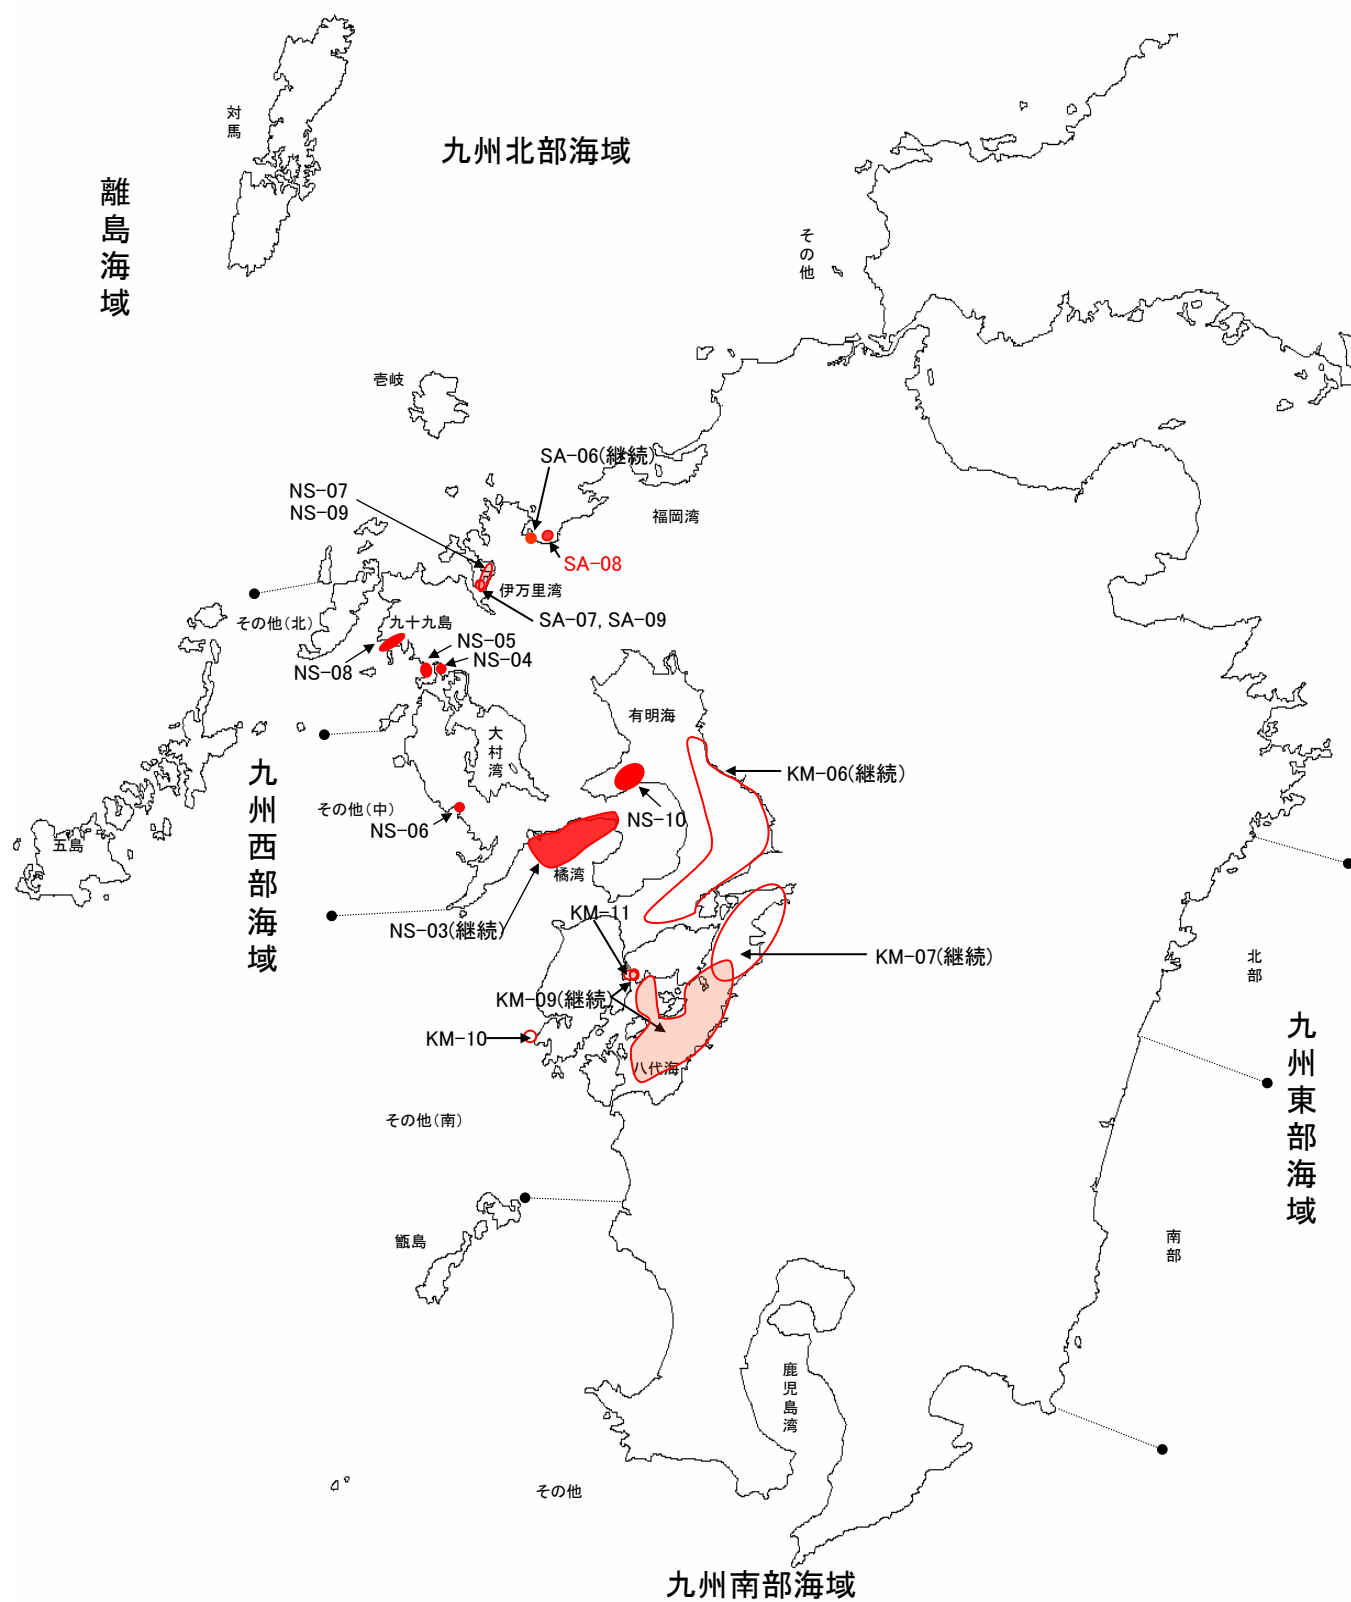 対馬
九州北部海域
離島海域
その他
壱岐
SA-06(継続)
NS-07
NS-09
福岡湾
SA-08
伊万里湾
SA-07, SA-09
その他(北)
九十九島
NS-05
NS-04
NS-08
有明海
大村湾
九州西部海域
KM-06(継続)
その他(中)
NS-10
NS-06
五島
橘湾
KM-11
NS-03(継続)
KM-07(継続)
北部
KM-09(継続)
KM-10
九州東部海域
八代海
その他(南)
甑島
南部
鹿児島湾
その他
九州南部海域